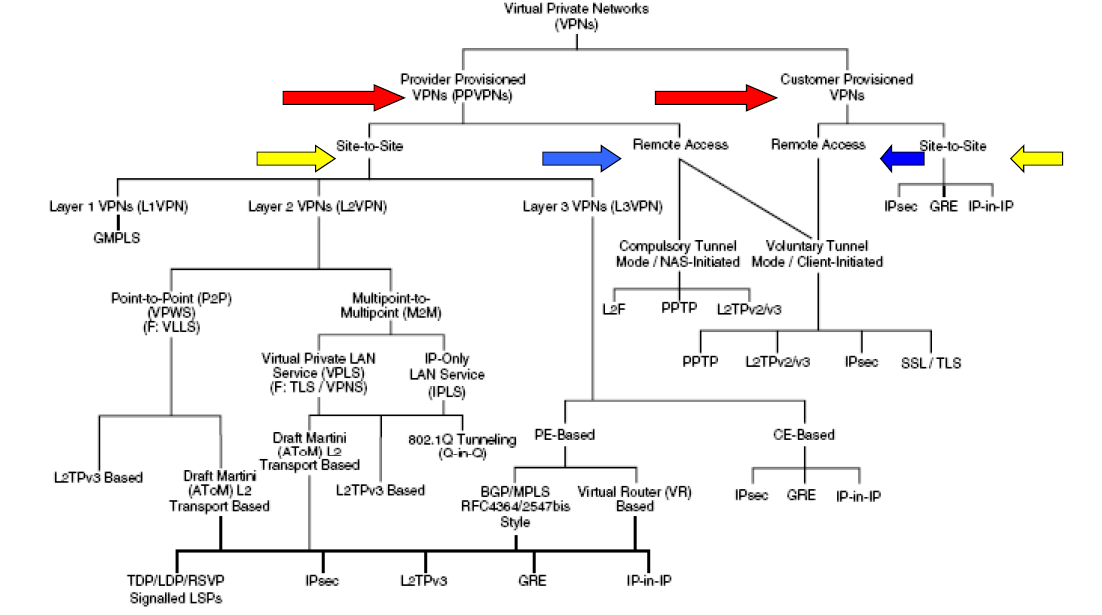 Virtual Private Networks
(VPNs)
Provider Provisioned
VPNs (PPVPNs)
Customer Provisioned
VPNs
Site-to-Site
Remote Access
Remote Access
Site-to-Site
Layer 1 VPNs (L1VPN)
Layer 2 VPNs (L2VPN)
Layer 3 VPNs (L3VPN)
IPsec
GRE
IP-in-IP
GMPLS
Compulsory Tunnel
Mode / NAS-Initiated
Voluntary Tunnel
Mode / Client-Initiated
Point-to-Point (P2P)
(VPWS)
(F: VLLS)
Multipoint-to-
Multipoint (M2M)
L2F
PPTP
L2TPv2/v3
Virtual Private LAN
Service (VPLS)
(F: TLS / VPNS)
IP-Only
LAN Service
(IPLS)
PPTP
L2TPv2/v3
IPsec
SSL / TLS
L2TPv3 Based
Draft Martini
(AToM) L2
Transport Based
Draft Martini
(AToM) L2
Transport Based
L2TPv3 Based
802.1Q Tunneling
(Q-in-Q)
PE-Based
CE-Based
BGP/MPLS
RFC4364/2547bis
Style
Virtual Router (VR)
Based
IPsec
GRE
IP-in-IP
TDP/LDP/RSVP
Signalled LSPs
IPsec
L2TPv3
GRE
IP-in-IP